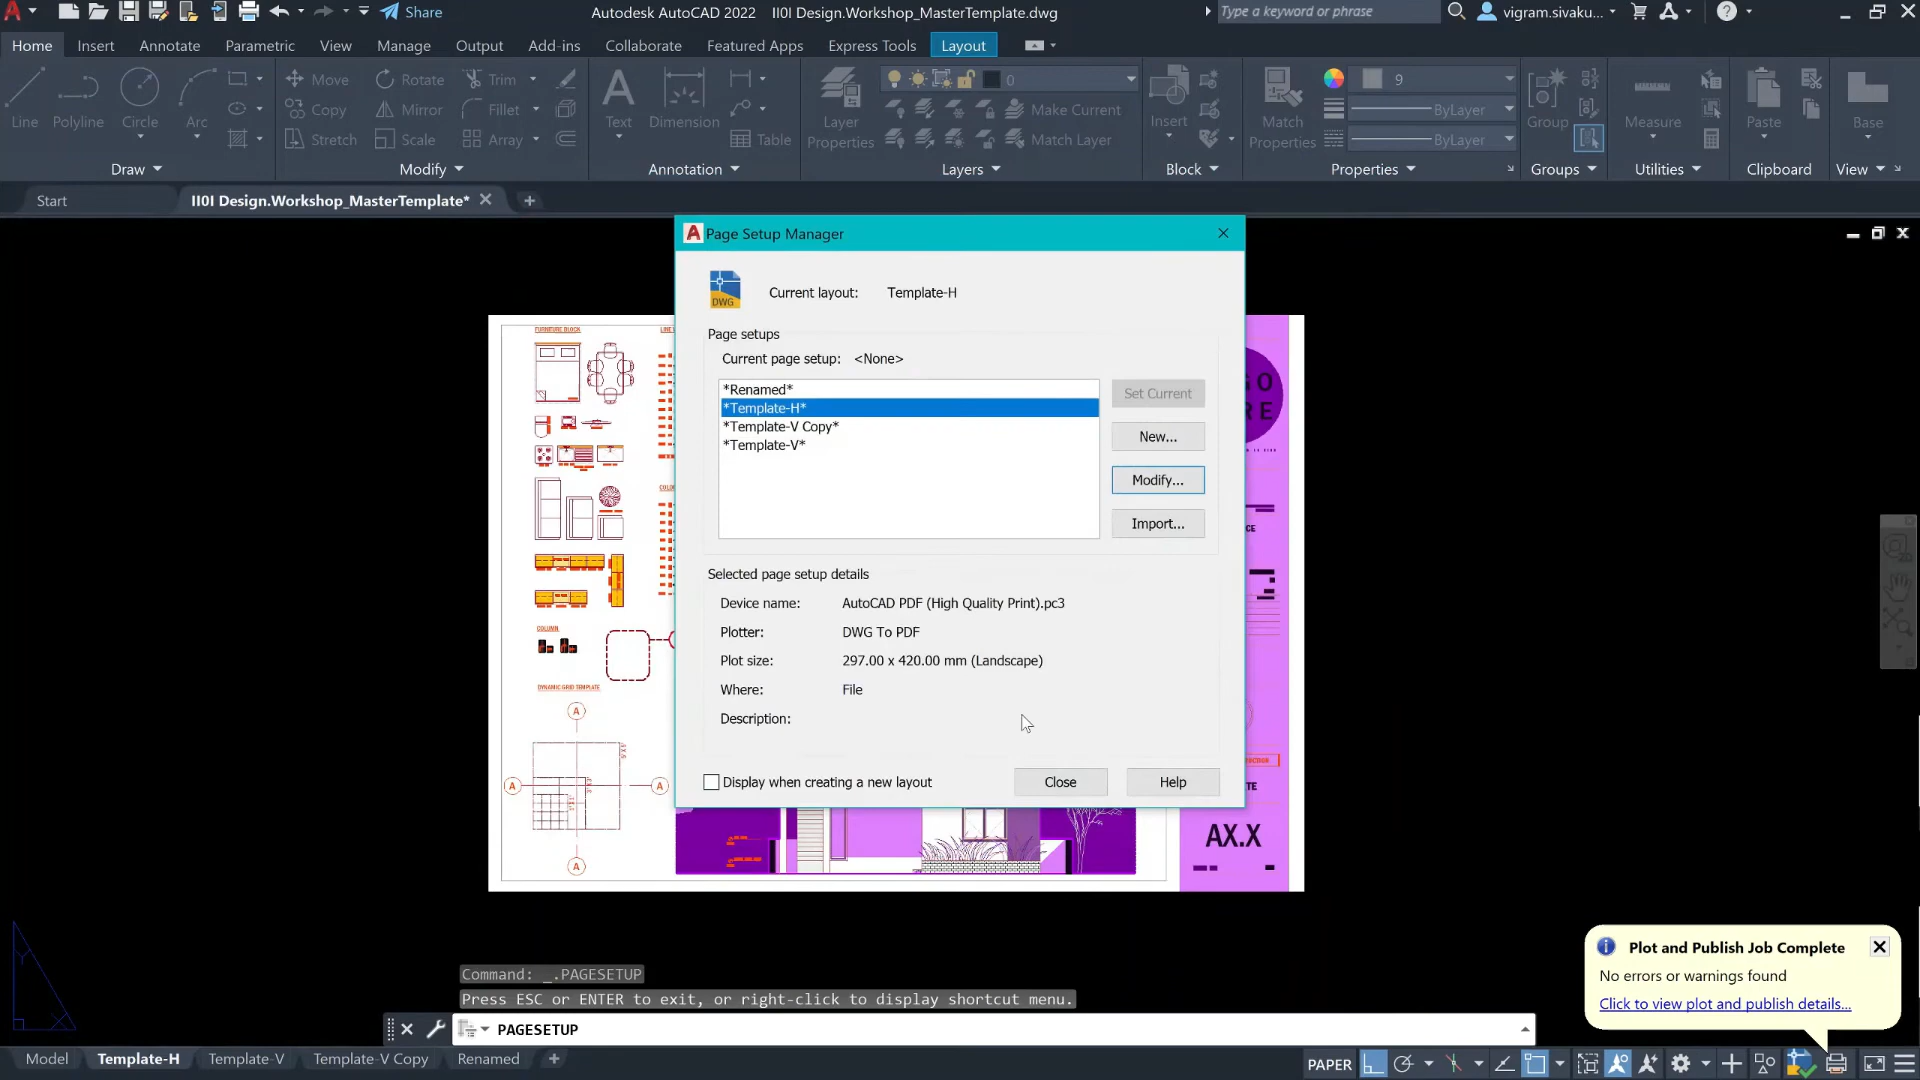 Share
Autodesk AutoCAD 2022 II0I Design.Workshop_MasterTemplate.dwg
Type a keyword or phrase
vigram.sivaku...
Home Insert Annotate Parametric View Manage Output Add-ins Collaborate Featured Apps Express Tools Layout
Line Polyline Circle Arc
Move Rotate Trim
Copy Mirror Fillet
Stretch Scale Array
Text Dimension Table
Layer Properties
0
Make Current
Match Layer
Insert
Match Properties
9
ByLayer
ByLayer
Group
Measure
Paste
Base
Draw Modify Annotation Layers Block Properties Groups Utilities Clipboard View
Start II0I Design.Workshop_MasterTemplate*
Page Setup Manager
DWG
Current layout: Template-H
Page setups
Current page setup: <None>
*Renamed*
*Template-H*
*Template-V Copy*
*Template-V*
Set Current
New...
Modify...
Import...
Selected page setup details
Device name: AutoCAD PDF (High Quality Print).pc3
Plotter: DWG To PDF
Plot size: 297.00 x 420.00 mm (Landscape)
Where: File
Description:
Display when creating a new layout
Close
Help
FURNITURE BLOCK
COLUMN
DYNAMIC GRID TEMPLATE
A
A
A
A
AX.X
Plot and Publish Job Complete
No errors or warnings found
Click to view plot and publish details...
Command: _.PAGESETUP
Press ESC or ENTER to exit, or right-click to display shortcut menu.
PAGESETUP
Model Template-H Template-V Template-V Copy Renamed
PAPER